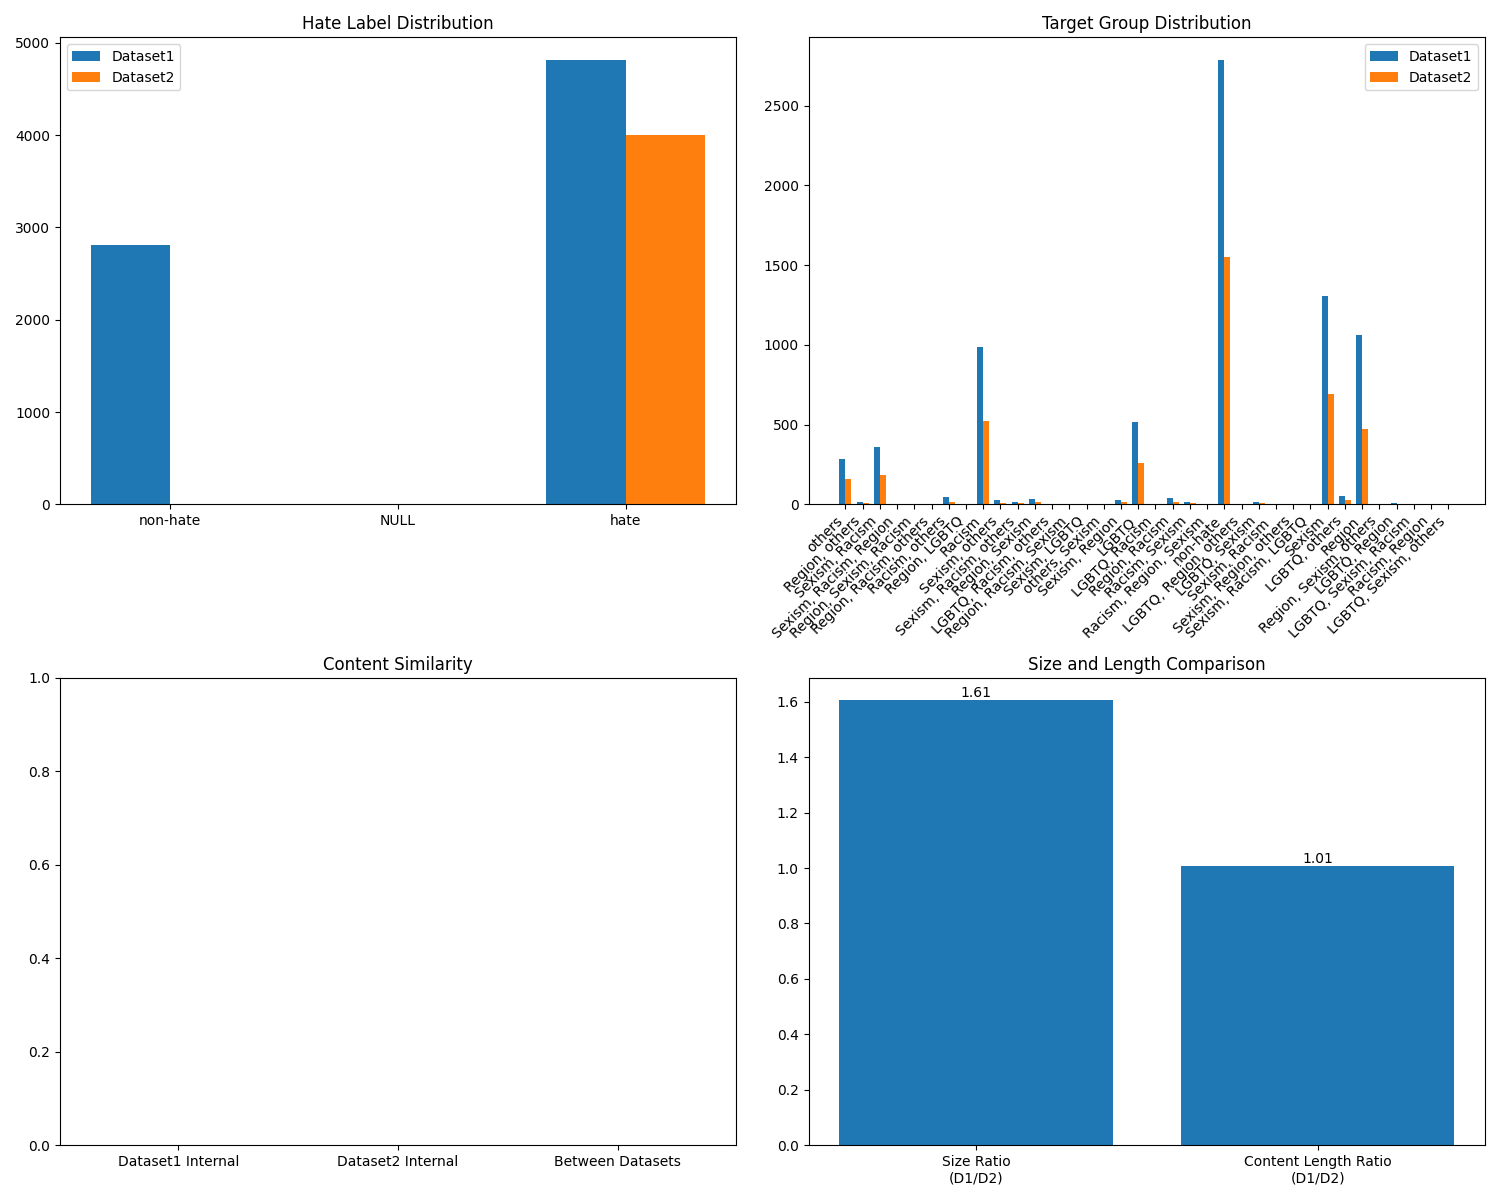 Hate Label Distribution
Dataset1
Dataset2
5000
4000
3000
2000
1000
0
non-hate
NULL
hate
Target Group Distribution
Dataset1
Dataset2
2500
2000
1500
1000
500
0
others
Region, others
Sexism, Racism
Sexism, Racism, Region
Region, Sexism, Racism
Region, Racism, others
Racism, others
Region, LGBTQ
Racism
Sexism, others
Sexism, Racism, others
Region, Sexism
LGBTQ, Racism, others
Region, Racism, Sexism
Sexism, LGBTQ
others, Sexism
Sexism, Region
LGBTQ
LGBTQ, Racism
Region, Racism
Racism, Sexism
Racism, Region, Sexism
non-hate
LGBTQ, Region, others
LGBTQ, Sexism
Sexism, Racism
Sexism, Region, others
Sexism, Racism, LGBTQ
Sexism
LGBTQ, others
Region
Region, Sexism, others
LGBTQ, Region
LGBTQ, Sexism, Racism
Racism, Region
LGBTQ, Sexism, others
Content Similarity
1.0
0.8
0.6
0.4
0.2
0.0
Dataset1 Internal
Dataset2 Internal
Between Datasets
Size and Length Comparison
1.6
1.4
1.2
1.0
0.8
0.6
0.4
0.2
0.0
1.61
1.01
Size Ratio
(D1/D2)
Content Length Ratio
(D1/D2)